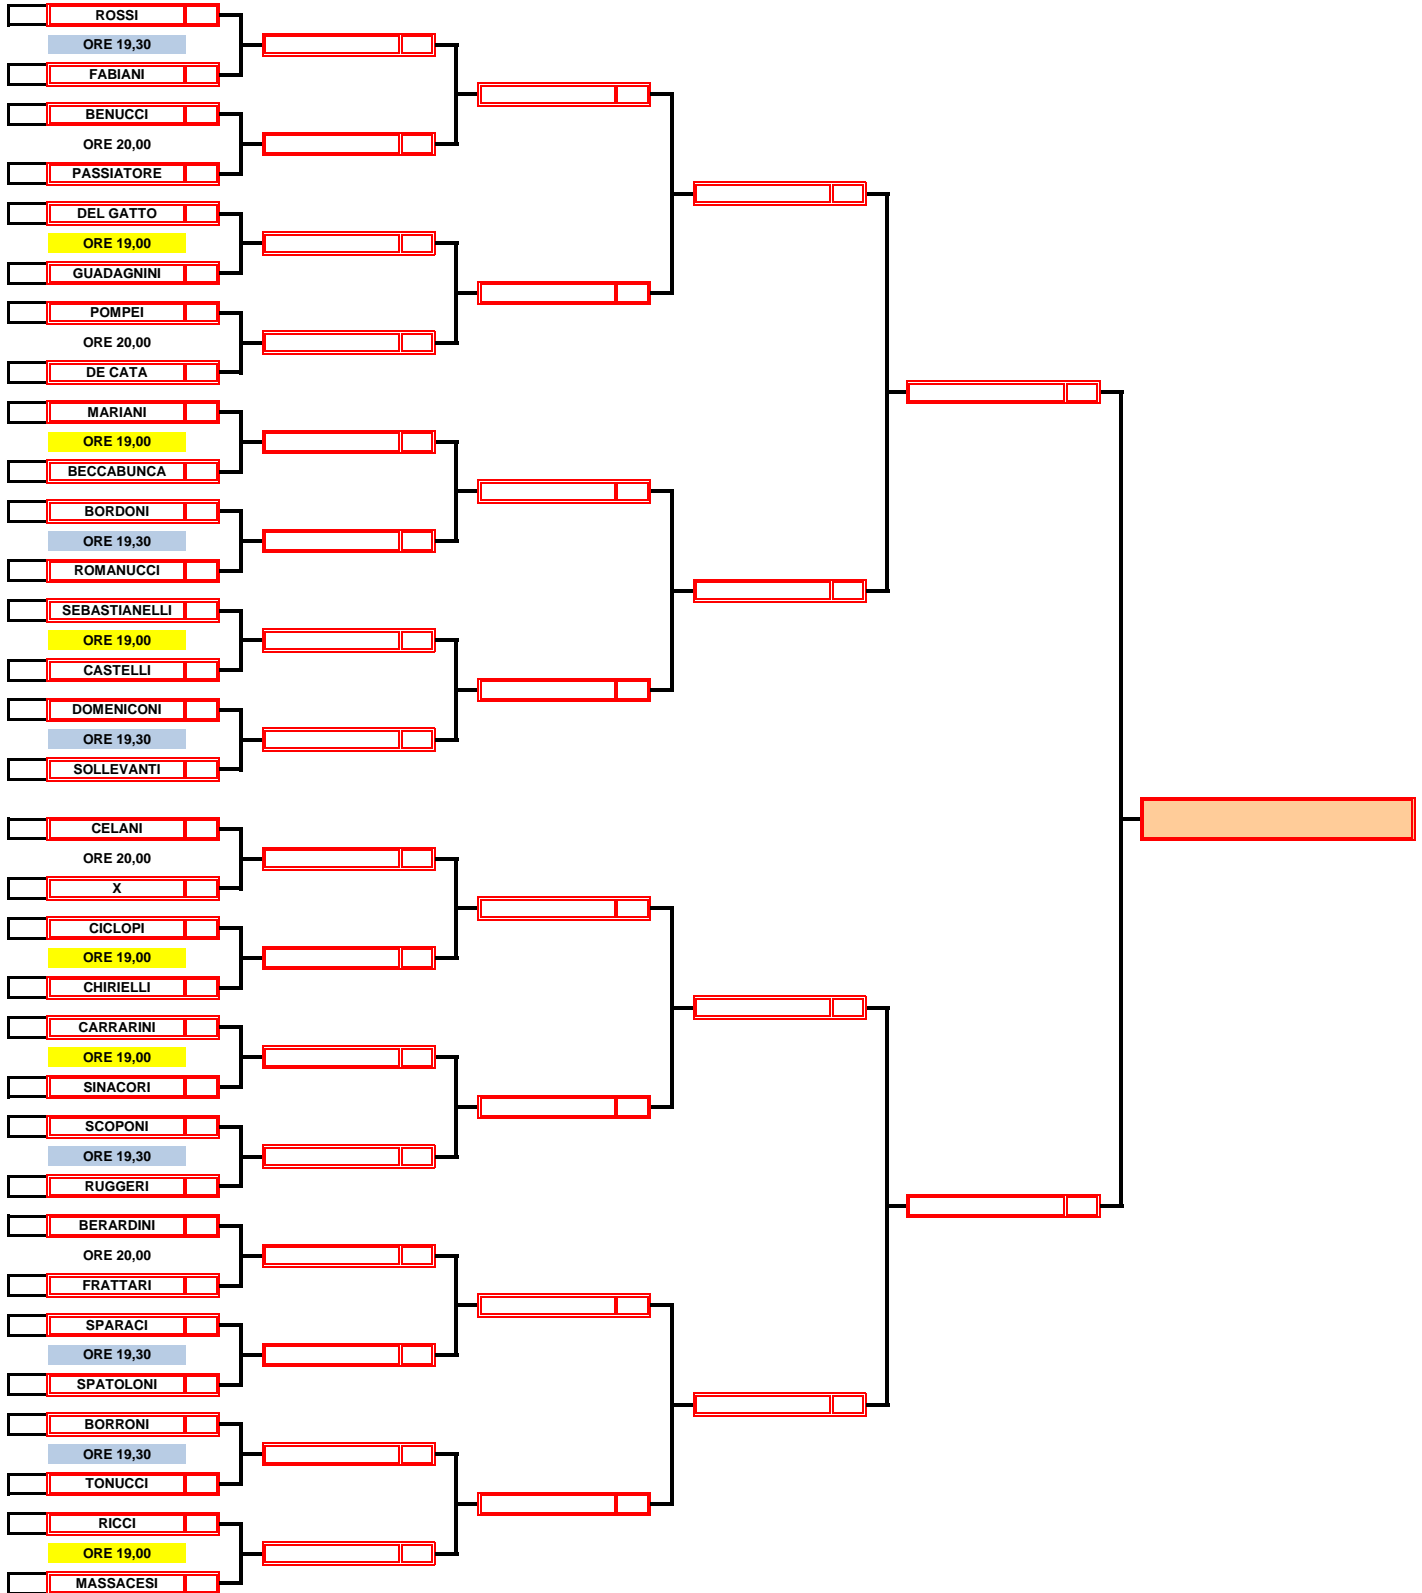 ROSSI
ORE 19,30
FABIANI
BENUCCI
ORE 20,00
PASSIATORE
DEL GATTO
ORE 19,00
GUADAGNINI
POMPEI
ORE 20,00
DE CATA
MARIANI
ORE 19,00
BECCABUNCA
BORDONI
ORE 19,30
ROMANUCCI
SEBASTIANELLI
ORE 19,00
CASTELLI
DOMENICONI
ORE 19,30
SOLLEVANTI
CELANI
ORE 20,00
X
CICLOPI
ORE 19,00
CHIRIELLI
CARRARINI
ORE 19,00
SINACORI
SCOPONI
ORE 19,30
RUGGERI
BERARDINI
ORE 20,00
FRATTARI
SPARACI
ORE 19,30
SPATOLONI
BORRONI
ORE 19,30
TONUCCI
RICCI
ORE 19,00
MASSACESI